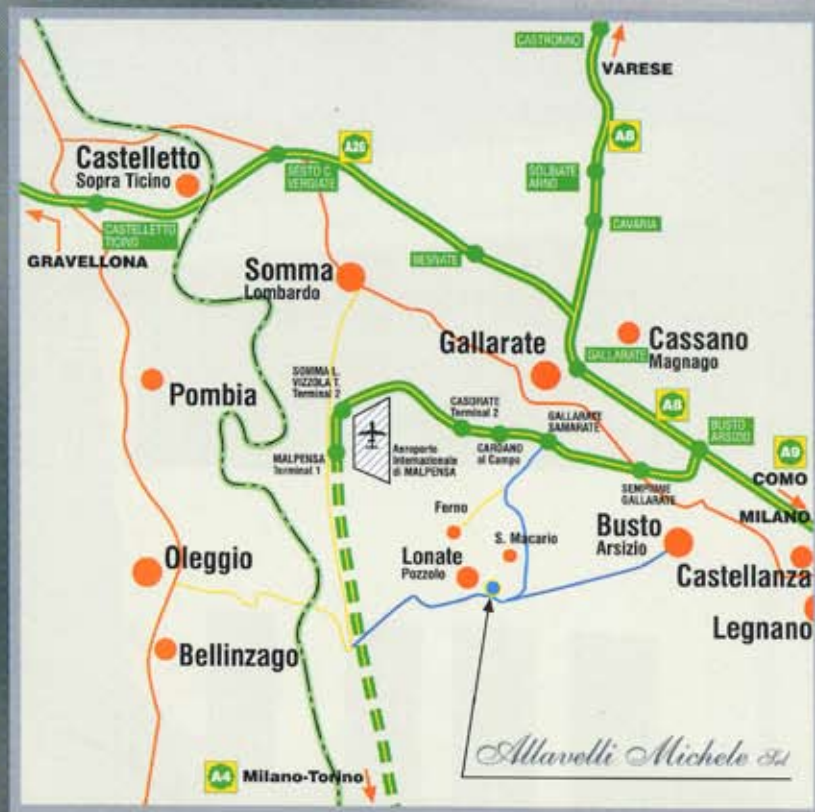 CASTRONNO
VARESE
A26
A8
Castelletto
Sopra Ticino
SESTO C.
VERGIATE
SOLBIATE
ARNO
CASTELLETTO
TICINO
CAVARIA
GRAVELLONA
BESNATE
Somma
Lombardo
Gallarate
GALLARATE
Cassano
Magnago
Pombia
SOMMA L.
VIZZOLA T.
Terminal 2
CASORATE
Terminal 2
GALLARATE
SAMARATE
A8
BUSTO
ARSIZIO
MALPENSA
Terminal 1
Aeroporto
Internazionale
di MALPENSA
CARDANO
al Campo
A9
COMO
SEMPIONE
GALLARATE
MILANO
Ferno
S. Macario
Busto
Arsizio
Oleggio
Lonate
Pozzolo
Castellanza
Legnano
Bellinzago
Allavelli Michele Srl
A4 Milano-Torino